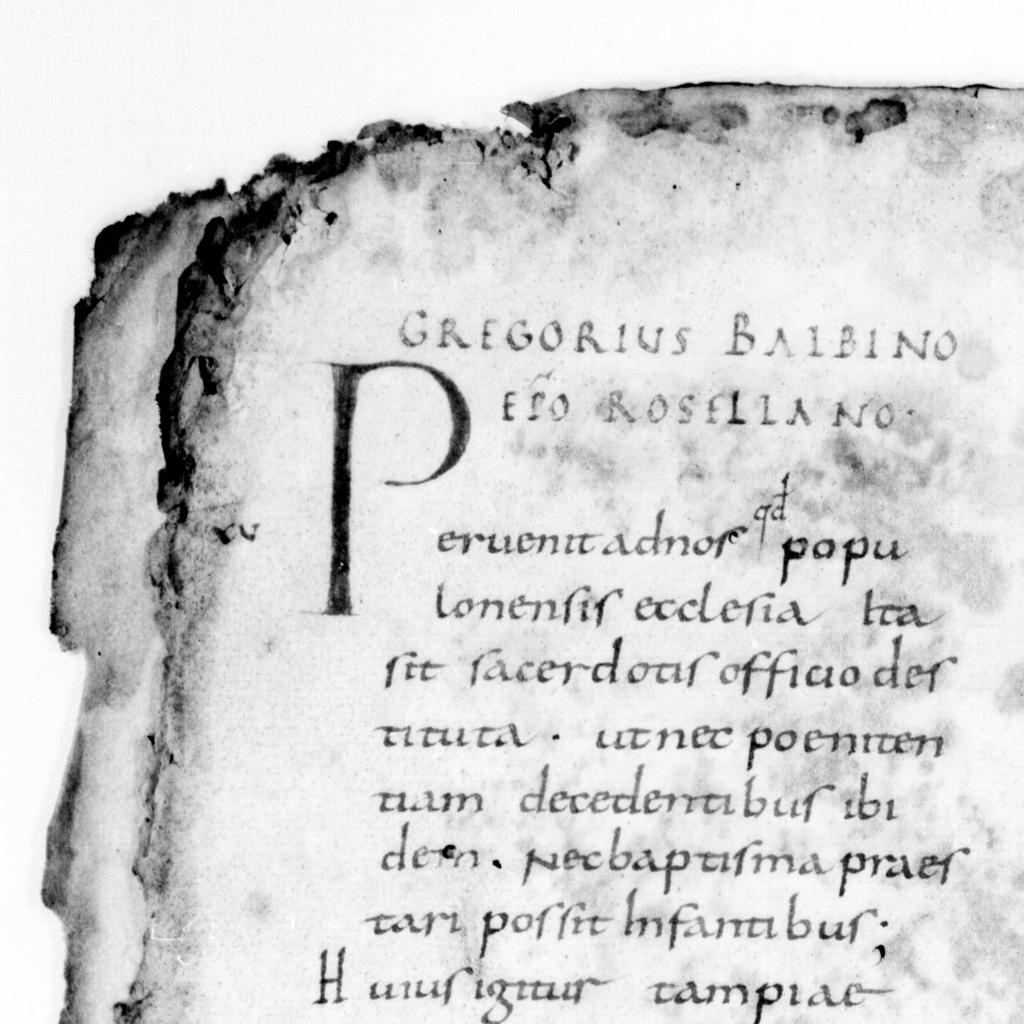 GREGORIUS BALBINO
EPO ROSELLANO·
xv
Peruenit ad nos qd popu
lonensis ecclesia Ita
sit sacerdotis officio des
tituta · ut nec poeniten
tiam decedentibus ibi
dem. Nec baptisma praes
tari possit Infantibus;
Huius igitur tam piae